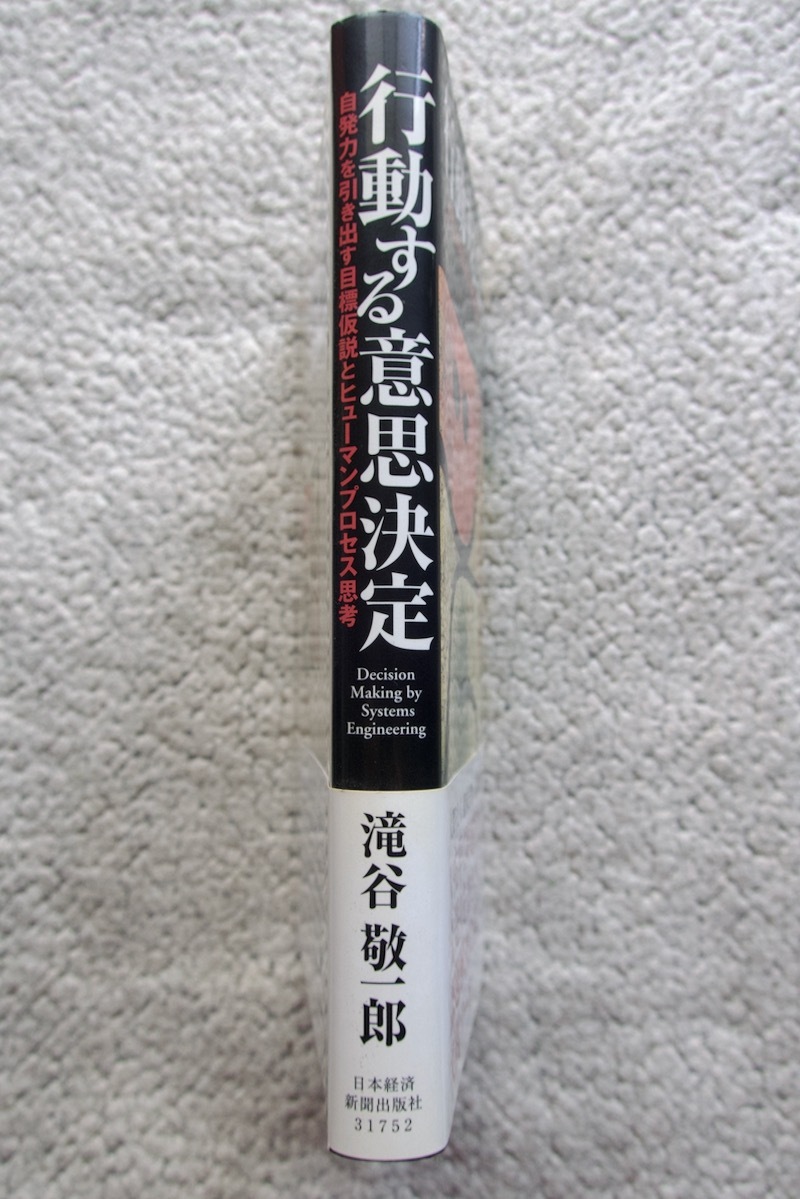 行動する意思決定
自発力を引き出す目標仮説とヒューマンプロセス思考
Decision
Making by
Systems
Engineering
滝谷 敬一郎
日本経済
新聞出版社
31752